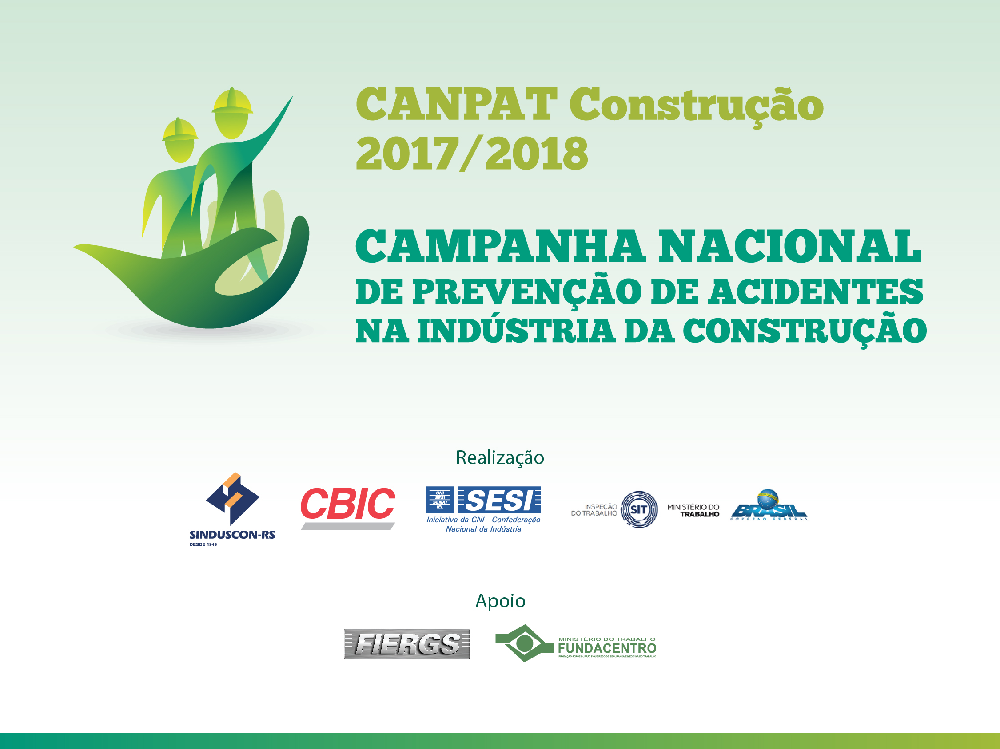 CANPAT Construção
2017/2018
CAMPANHA NACIONAL
DE PREVENÇÃO DE ACIDENTES
NA INDÚSTRIA DA CONSTRUÇÃO
Realização
SINDUSCON-RS
DESDE 1949
CBIC
CNI
SESI
SENAI
IEL
SESI
Iniciativa da CNI - Confederação
Nacional da Indústria
INSPEÇÃO
DO TRABALHO
SIT
MINISTÉRIO DO
TRABALHO
BRASIL
GOVERNO FEDERAL
Apoio
FIERGS
MINISTÉRIO DO TRABALHO
FUNDACENTRO
FUNDAÇÃO JORGE DUPRAT FIGUEIREDO DE SEGURANÇA E MEDICINA DO TRABALHO